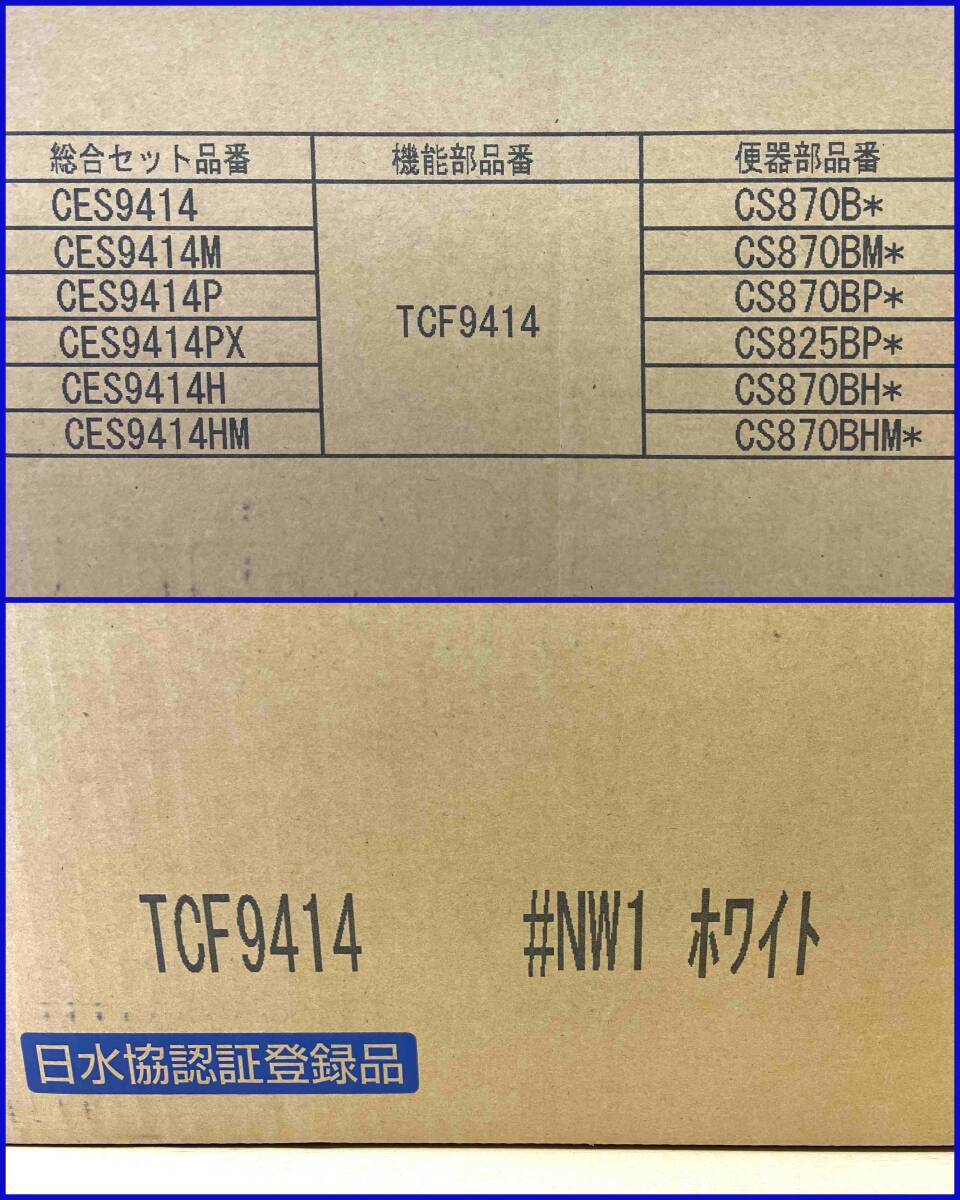 総合セット品番 機能部品番 便器部品番
CES9414 CS870B*
CES9414M CS870BM*
CES9414P CS870BP*
TCF9414
CES9414PX CS825BP*
CES9414H CS870BH*
CES9414HM CS870BHM*
TCF9414 #NW1 ホワイト
日水協認証登録品